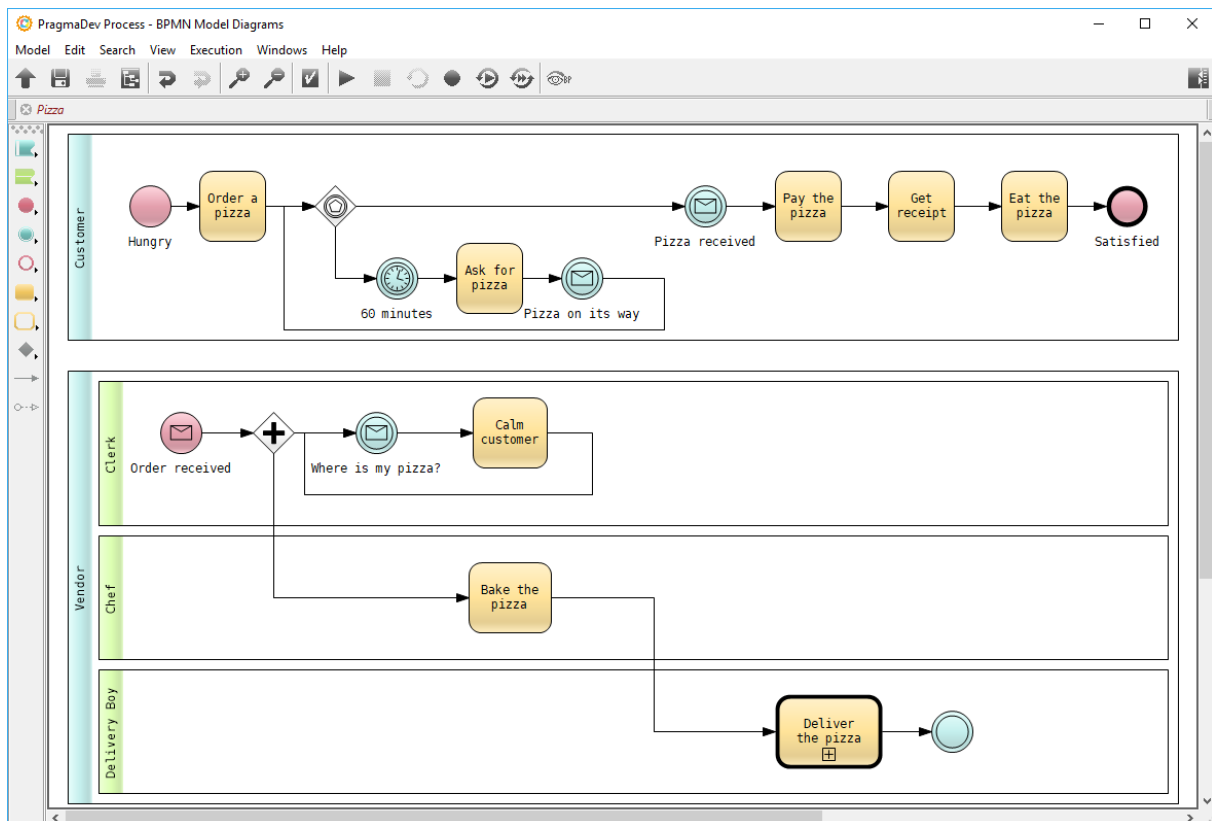 PragmaDev Process - BPMN Model Diagrams
Model Edit Search View Execution Windows Help
BP
Pizza
Customer
Hungry
Order a
pizza
60 minutes
Ask for
pizza
Pizza on its way
Pizza received
Pay the
pizza
Get
receipt
Eat the
pizza
Satisfied
Vendor
Clerk
Order received
Where is my pizza?
Calm
customer
Chef
Bake the
pizza
Delivery Boy
Deliver
the pizza